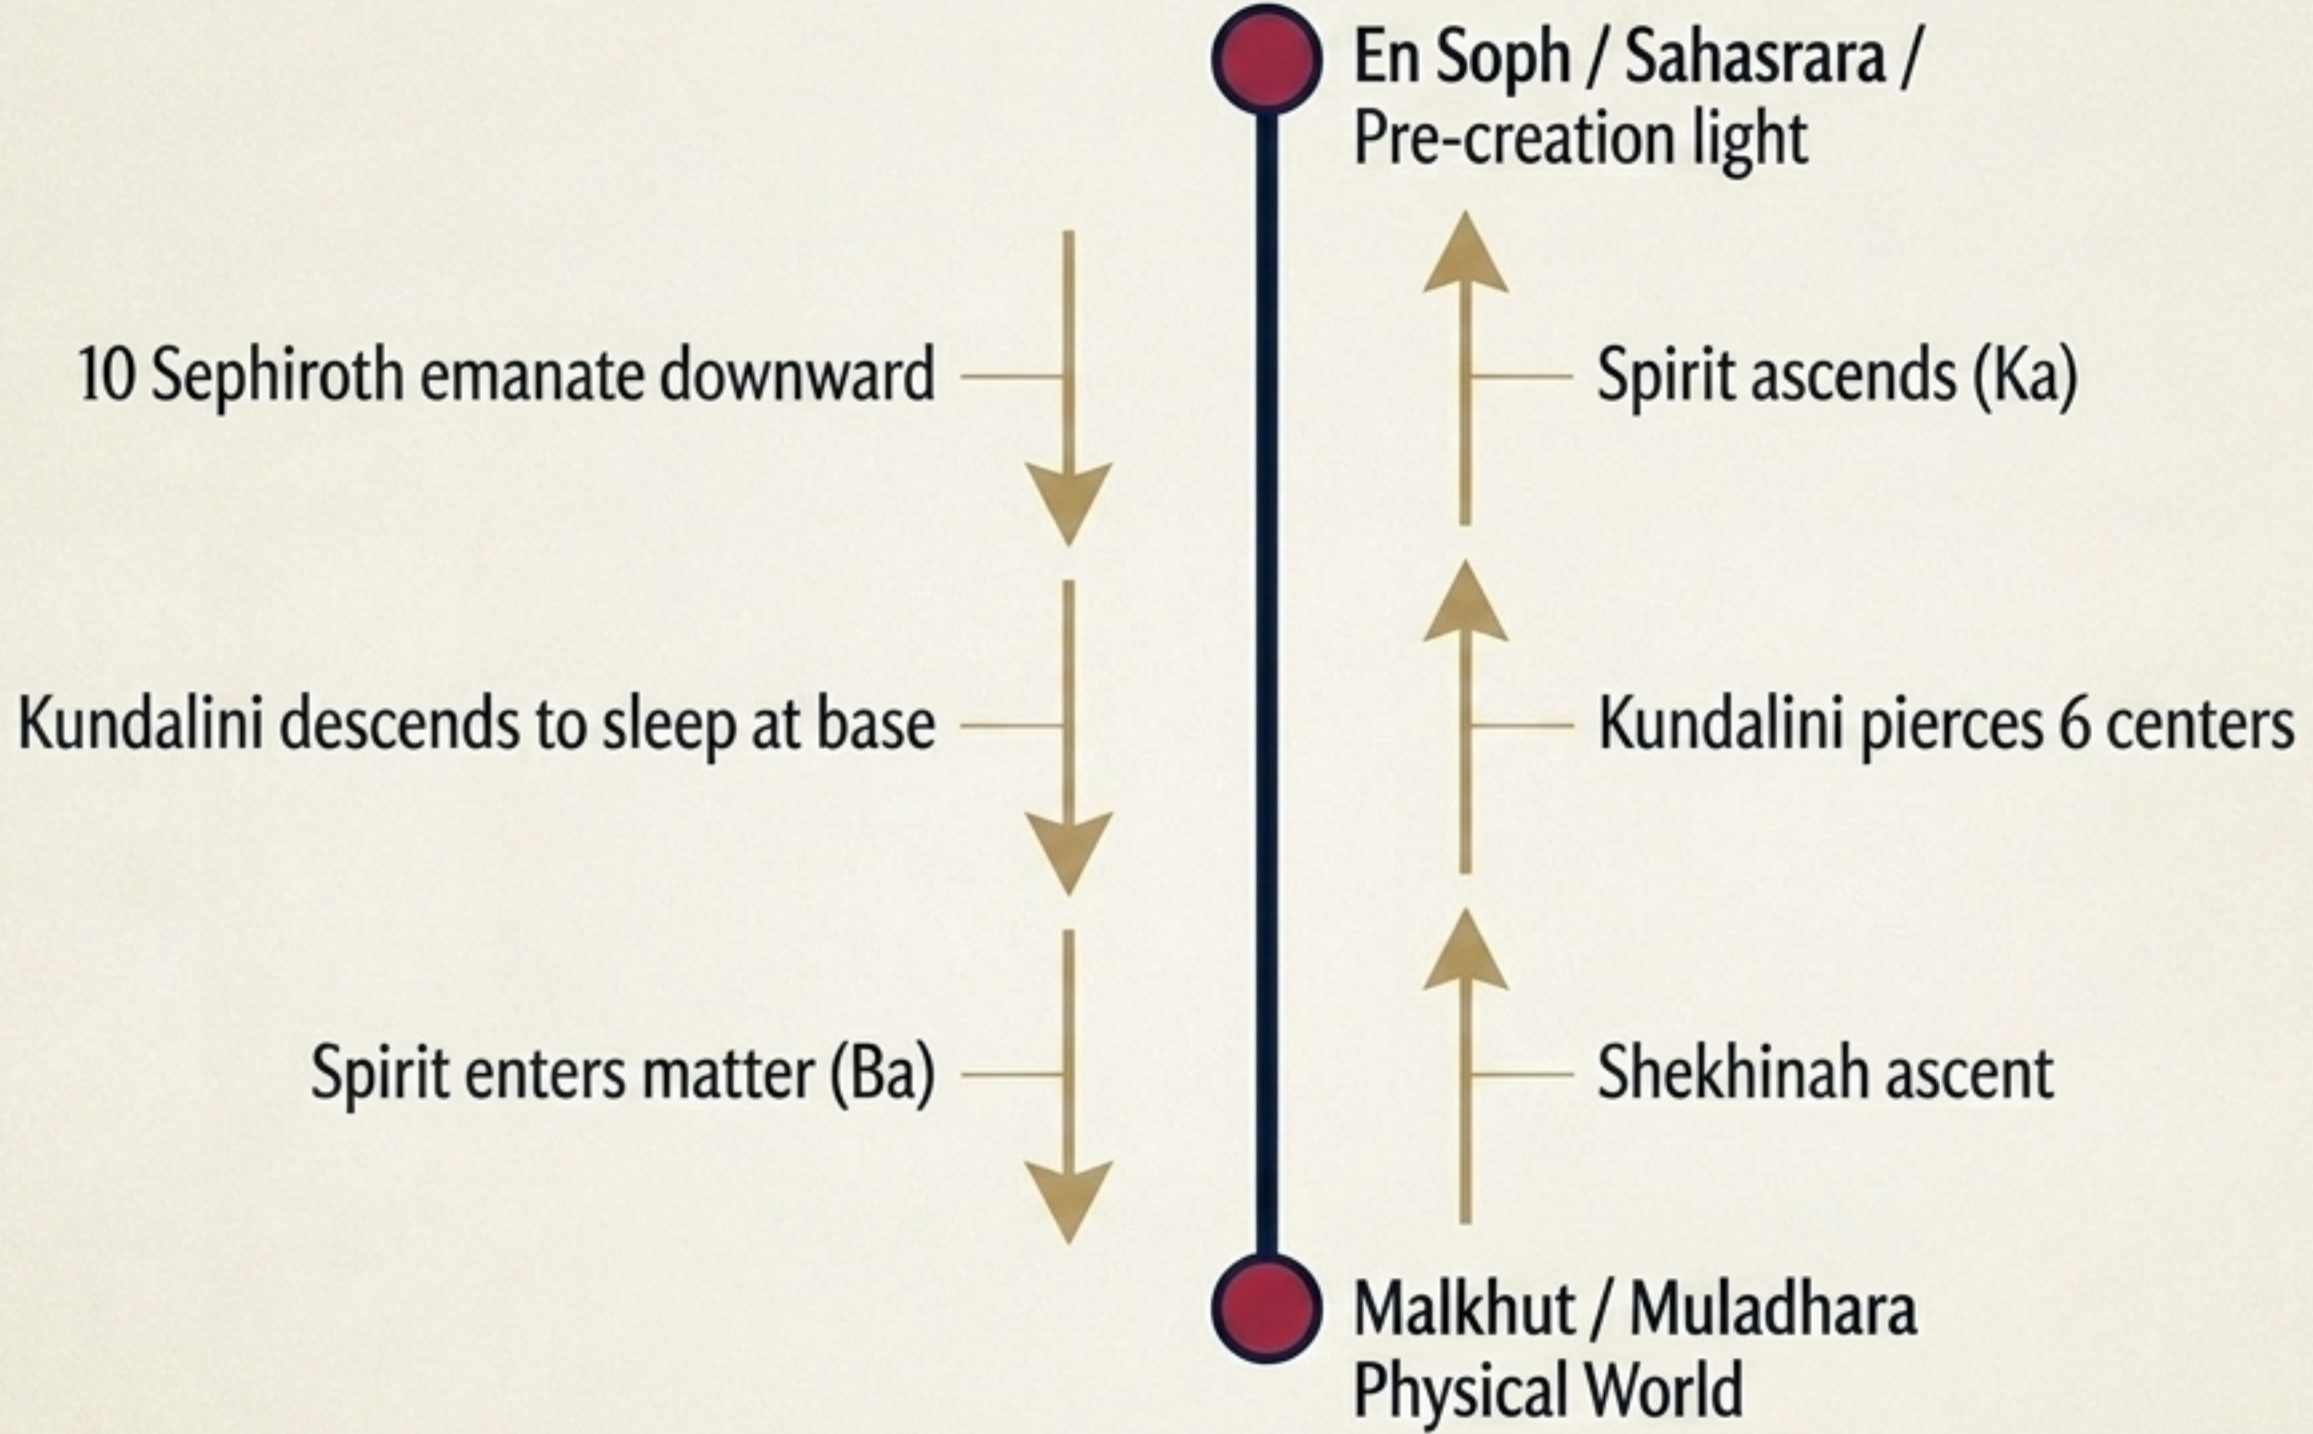 En Soph / Sahasrara /
Pre-creation light
10 Sephiroth emanate downward
Spirit ascends (Ka)
Kundalini descends to sleep at base
Kundalini pierces 6 centers
Spirit enters matter (Ba)
Shekhinah ascent
Malkhut / Muladhara
Physical World